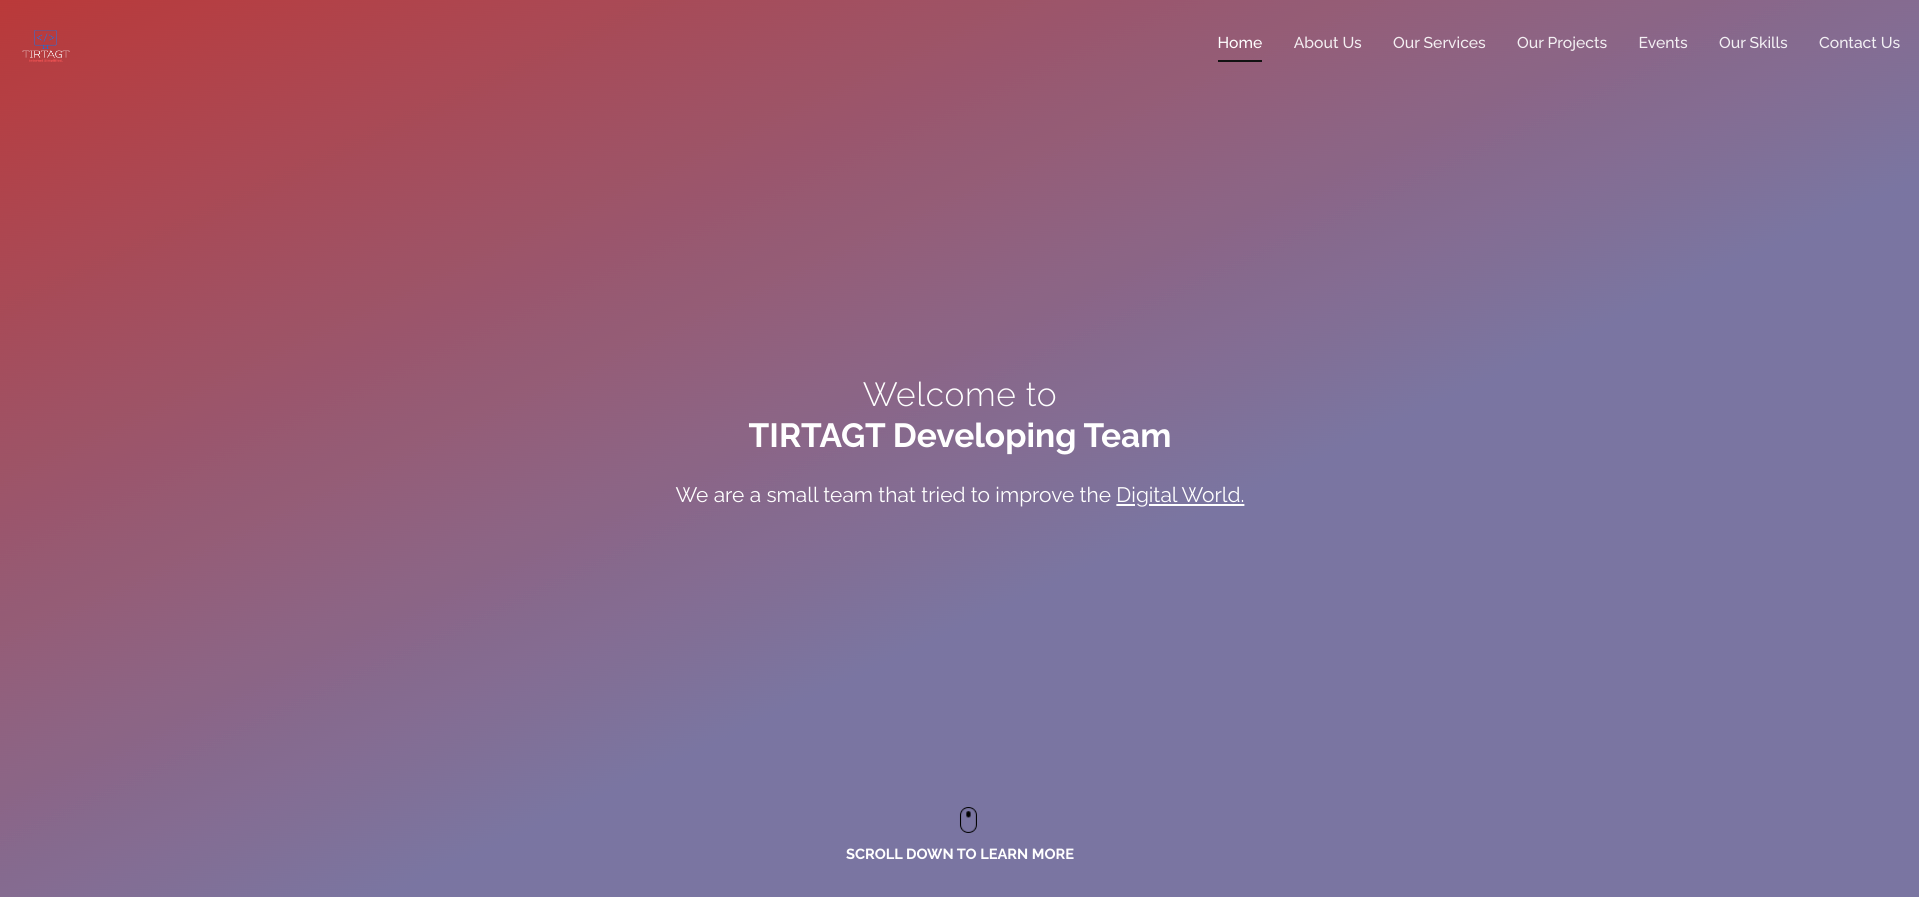 TIRTAGT
Home About Us Our Services Our Projects Events Our Skills Contact Us
Welcome to
TIRTAGT Developing Team
We are a small team that tried to improve the Digital World.
SCROLL DOWN TO LEARN MORE